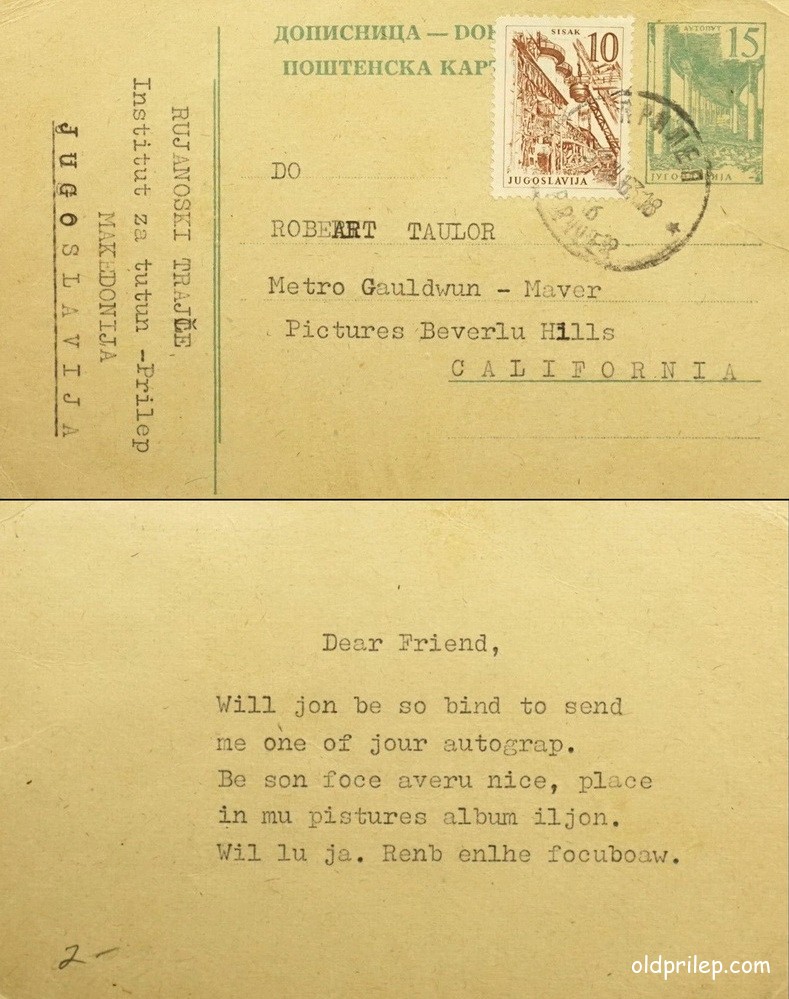 ДОПИСНИЦА — DOP
ПОШТЕНСКА КАРТ
SISAK
10
JUGOSLAVIJA
АУТОПУТ
15
ПРИЛЕП
DO
ROBERT TAULOR
Metro Gauldwun - Maver
Pictures Beverlu Hills
CALIFORNIA
RUJANOSKI TRAJČE,
Institut za tutun -Prilep
MAKEDONIJA
JUGOSLAVIJA
Dear Friend,
Will jon be so bind to send
me one of jour autograp.
Be son foce averu nice, place
in mu pistures album iljon.
Wil lu ja. Renb enlhe focuboaw.
2-
oldprilep.com